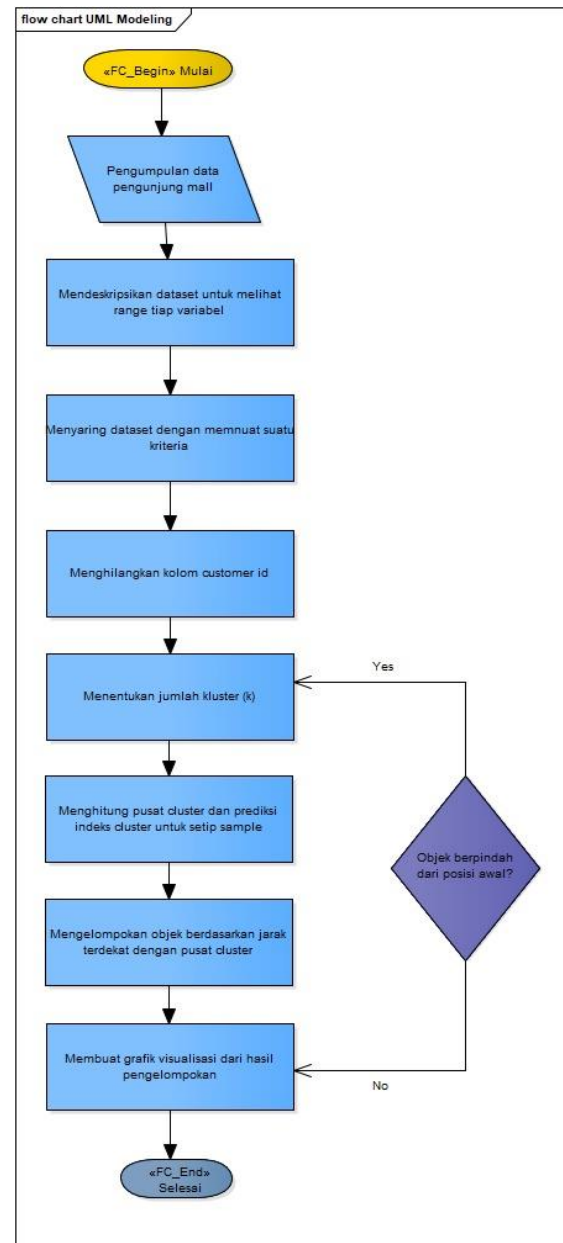 flow chart UML Modeling
«FC_Begin» Mulai
Pengumpulan data
pengunjung mall
Mendeskripsikan dataset untuk melihat
range tiap variabel
Menyaring dataset dengan memnuat suatu
kriteria
Menghilangkan kolom customer id
Menentukan jumlah kluster (k)
Yes
Menghitung pusat cluster dan prediksi
indeks cluster untuk setip sample
Objek berpindah
dari posisi awal?
Mengelompokan objek berdasarkan jarak
terdekat dengan pusat cluster
Membuat grafik visualisasi dari hasil
pengelompokan
No
«FC_End»
Selesai